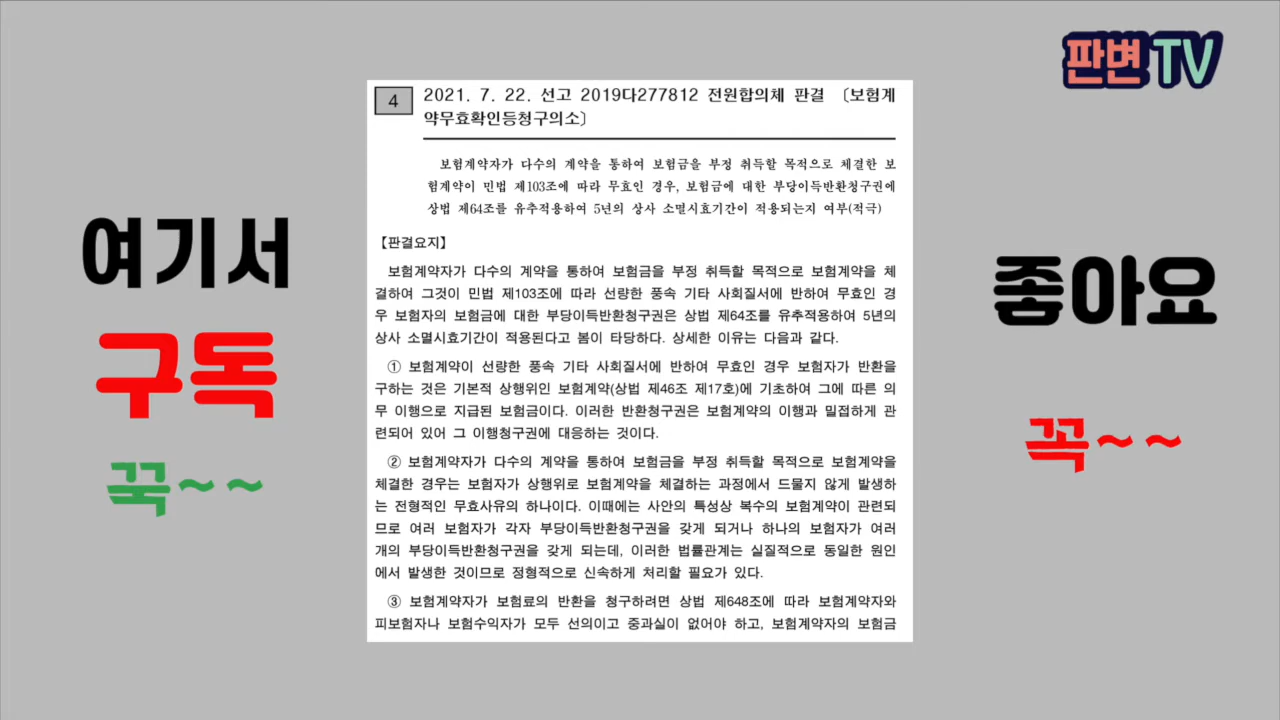 판변TV
여기서
구독
꾹~~
4
2021. 7. 22. 선고 2019다277812 전원합의체 판결 〔보험계
약무효확인등청구의소〕
보험계약자가 다수의 계약을 통하여 보험금을 부정 취득할 목적으로 체결한 보
험계약이 민법 제103조에 따라 무효인 경우, 보험금에 대한 부당이득반환청구권에
상법 제64조를 유추적용하여 5년의 상사 소멸시효기간이 적용되는지 여부(적극)
【판결요지】
보험계약자가 다수의 계약을 통하여 보험금을 부정 취득할 목적으로 보험계약을 체
결하여 그것이 민법 제103조에 따라 선량한 풍속 기타 사회질서에 반하여 무효인 경
우 보험자의 보험금에 대한 부당이득반환청구권은 상법 제64조를 유추적용하여 5년의
상사 소멸시효기간이 적용된다고 봄이 타당하다. 상세한 이유는 다음과 같다.
① 보험계약이 선량한 풍속 기타 사회질서에 반하여 무효인 경우 보험자가 반환을
구하는 것은 기본적 상행위인 보험계약(상법 제46조 제17호)에 기초하여 그에 따른 의
무 이행으로 지급된 보험금이다. 이러한 반환청구권은 보험계약의 이행과 밀접하게 관
련되어 있어 그 이행청구권에 대응하는 것이다.
② 보험계약자가 다수의 계약을 통하여 보험금을 부정 취득할 목적으로 보험계약을
체결한 경우는 보험자가 상행위로 보험계약을 체결하는 과정에서 드물지 않게 발생하
는 전형적인 무효사유의 하나이다. 이때에는 사안의 특성상 복수의 보험계약이 관련되
므로 여러 보험자가 각자 부당이득반환청구권을 갖게 되거나 하나의 보험자가 여러
개의 부당이득반환청구권을 갖게 되는데, 이러한 법률관계는 실질적으로 동일한 원인
에서 발생한 것이므로 정형적으로 신속하게 처리할 필요가 있다.
③ 보험계약자가 보험료의 반환을 청구하려면 상법 제648조에 따라 보험계약자와
피보험자나 보험수익자가 모두 선의이고 중과실이 없어야 하고, 보험계약자의 보험금
좋아요
꼭~~